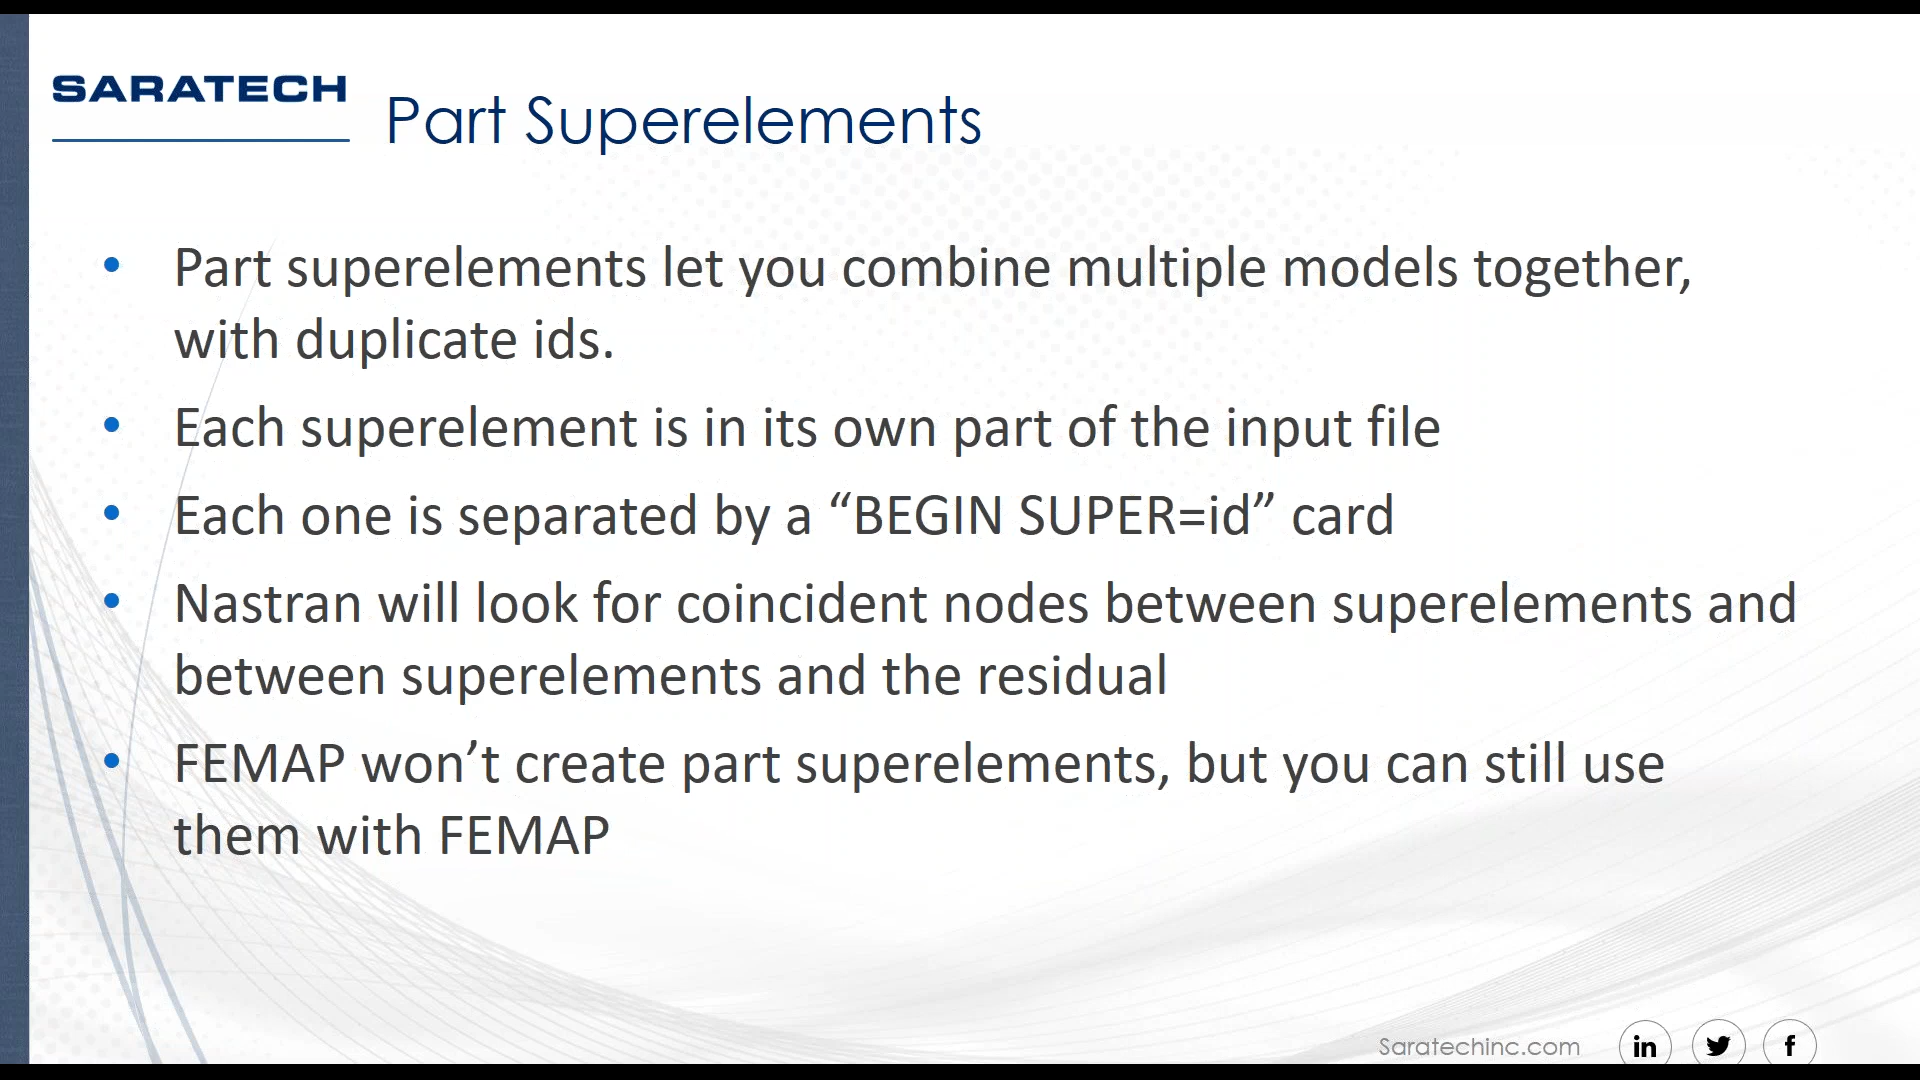 SARATECH
Part Superelements
• Part superelements let you combine multiple models together,
with duplicate ids.
• Each superelement is in its own part of the input file
• Each one is separated by a “BEGIN SUPER=id” card
• Nastran will look for coincident nodes between superelements and
between superelements and the residual
• FEMAP won’t create part superelements, but you can still use
them with FEMAP
Saratechinc.com in f